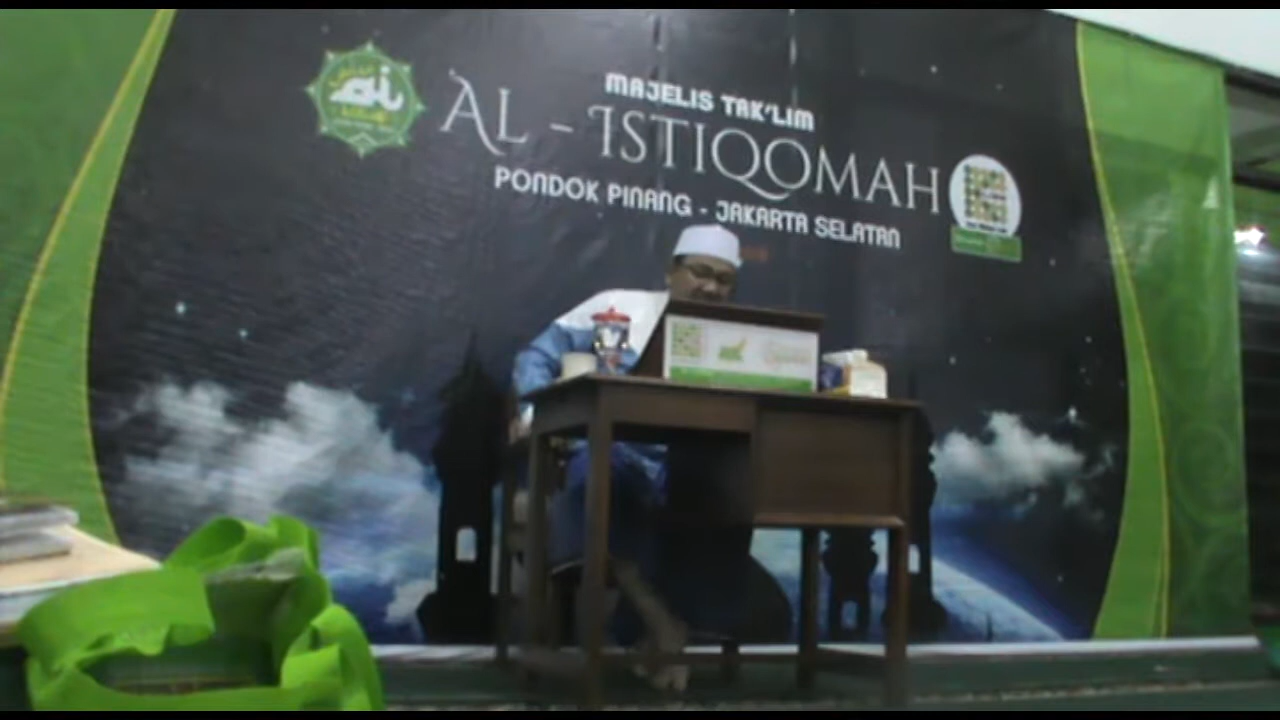 MAJELIS TAK'LIM
AL - ISTIQOMAH
PONDOK PINANG - JAKARTA SELATAN